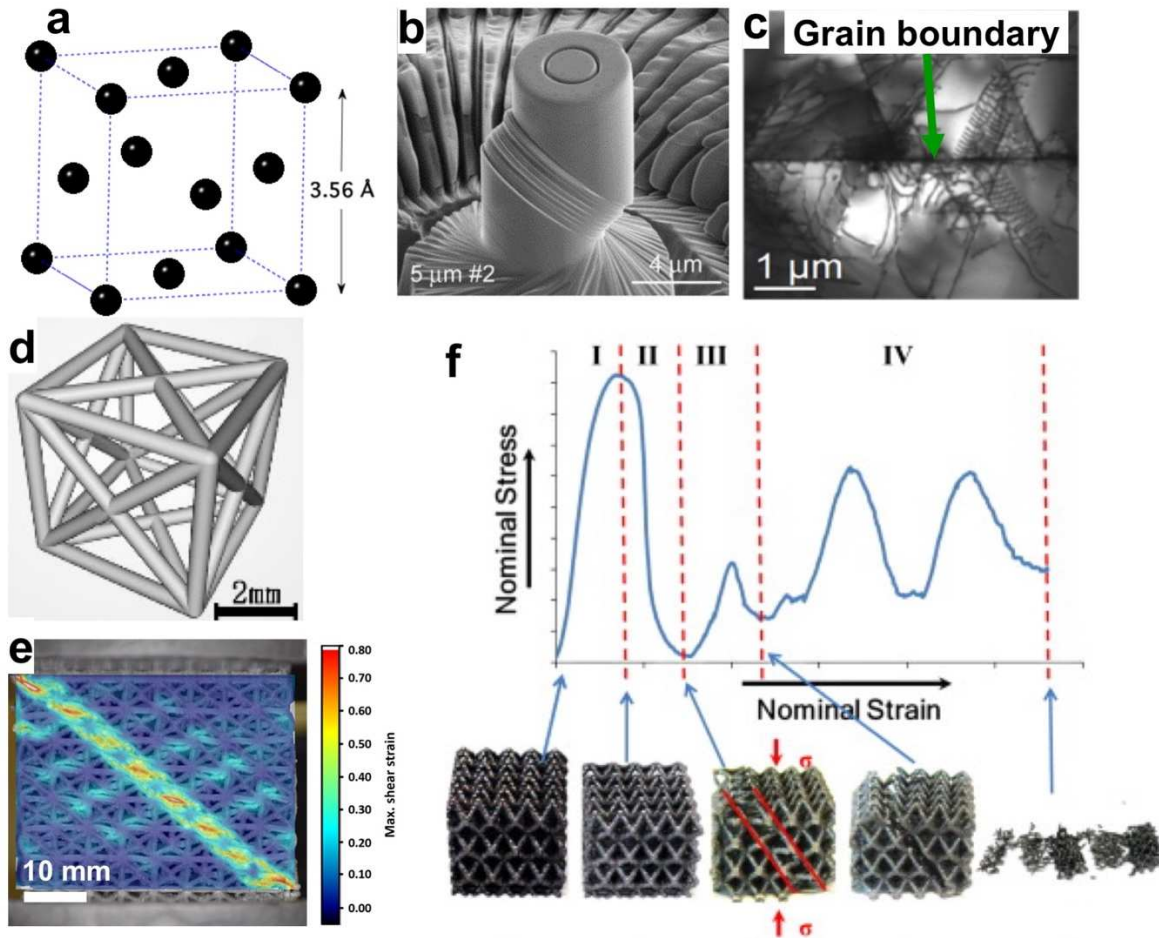 a
3.56 Å
b
5 μm #2
4 μm
c
Grain boundary
1 μm
d
2mm
e
10 mm
0.80
0.70
0.60
0.50
0.40
0.30
0.20
0.10
0.00
Max. shear strain
f
I
II
III
IV
Nominal Stress
Nominal Strain
σ
σ